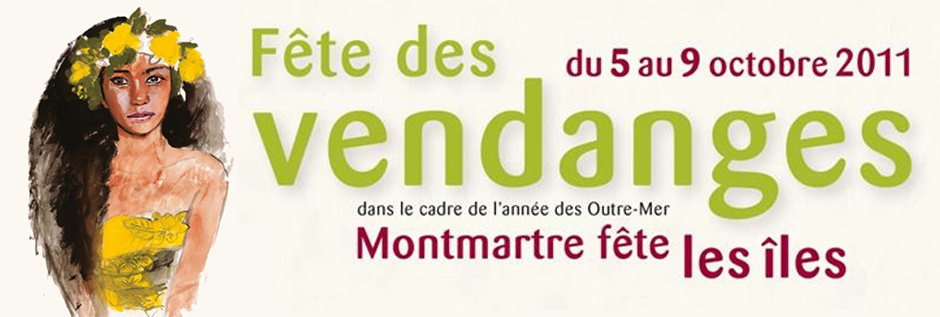 Fête des
du 5 au 9 octobre 2011
vendanges
dans le cadre de l'année des Outre-Mer
Montmartre fête les îles